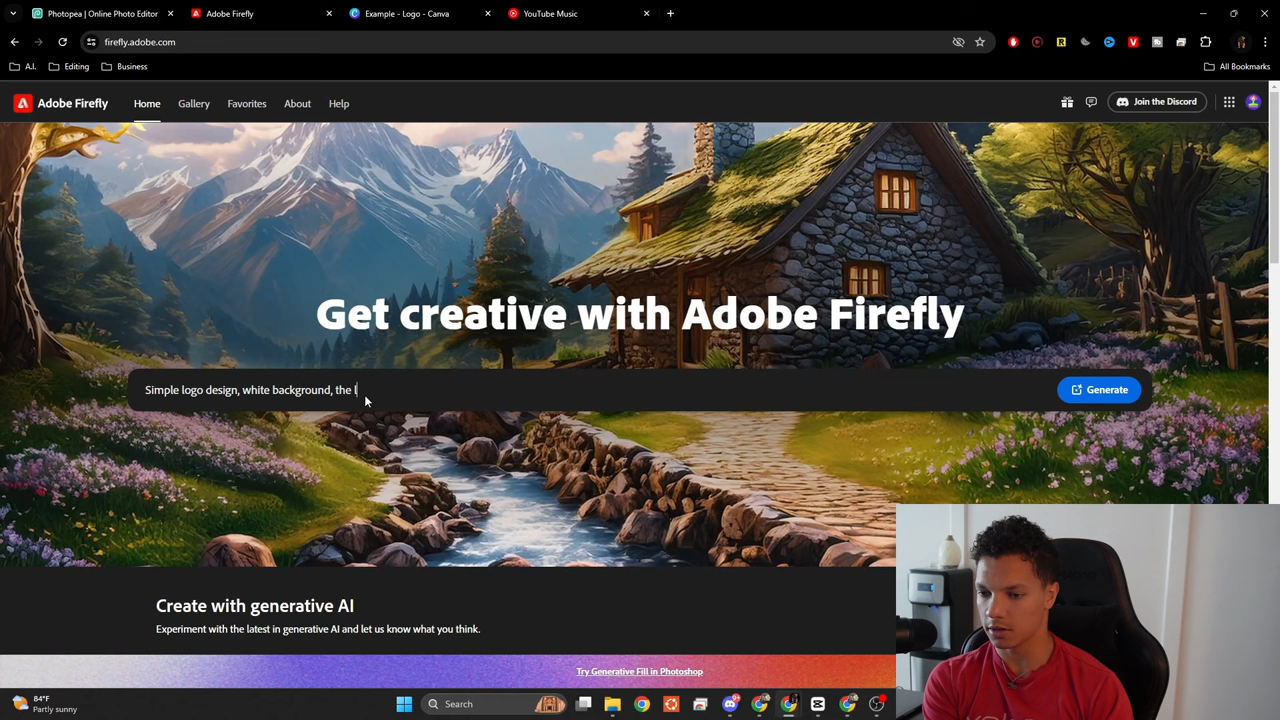 Photopea | Online Photo Editor
Adobe Firefly
Example - Logo - Canva
YouTube Music
firefly.adobe.com
A.I.
Editing
Business
All Bookmarks
Adobe Firefly
Home
Gallery
Favorites
About
Help
Join the Discord
Get creative with Adobe Firefly
Simple logo design, white background, the l
Generate
Create with generative AI
Experiment with the latest in generative AI and let us know what you think.
Try Generative Fill in Photoshop
84°F
Partly sunny
Search